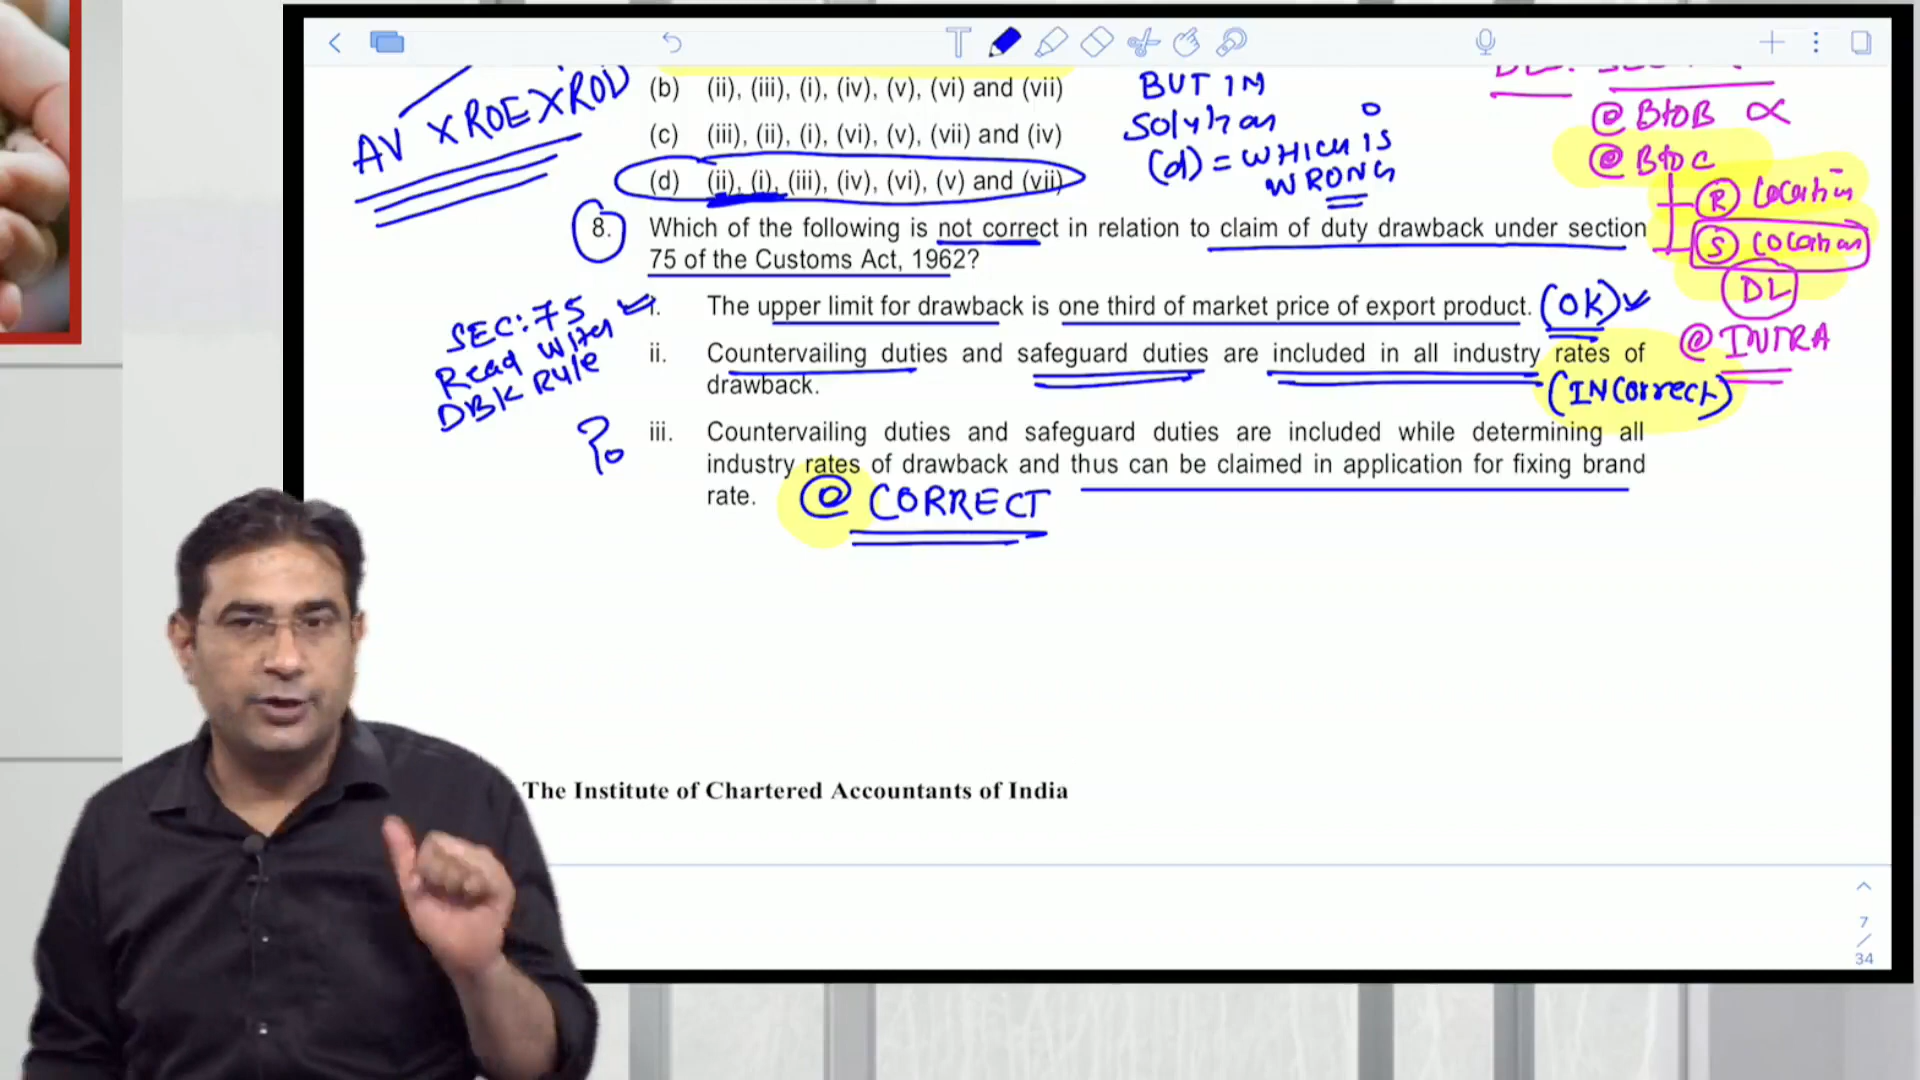 (b) (ii), (iii), (i), (iv), (v), (vi) and (vii)
(c) (iii), (ii), (i), (vi), (v), (vii) and (iv)
(d) (ii), (i), (iii), (iv), (vi), (v) and (vii)
AV X ROE X ROD
BUT IN
Solution
(d) = WHICH IS
WRONG
@ BtoB
@ BtoC
R Location
S Location
DL
@ INTRA
8. Which of the following is not correct in relation to claim of duty drawback under section
75 of the Customs Act, 1962?
SEC:75
Read with
DBK Rule
i. The upper limit for drawback is one third of market price of export product. (OK)
ii. Countervailing duties and safeguard duties are included in all industry rates of
drawback.
(INCorrect)
iii. Countervailing duties and safeguard duties are included while determining all
industry rates of drawback and thus can be claimed in application for fixing brand
rate. @ CORRECT
The Institute of Chartered Accountants of India
7
/
34